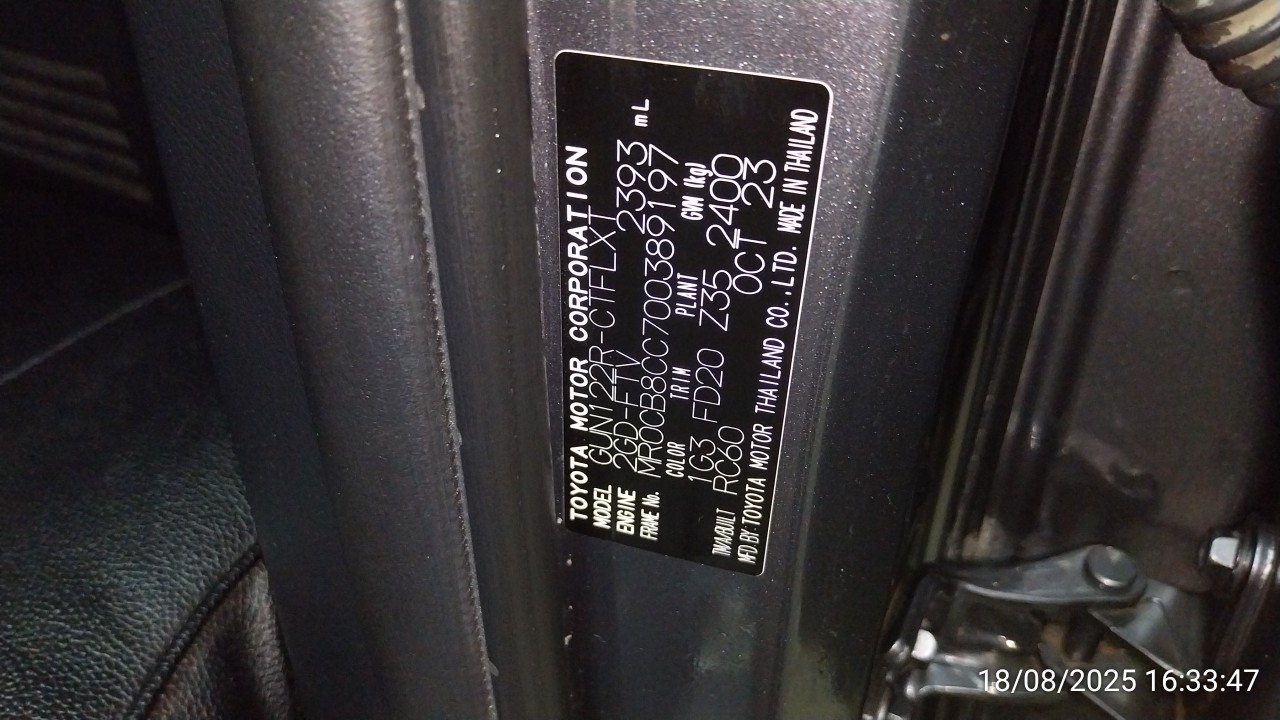 TOYOTA MOTOR CORPORATION
MODEL GUN122R-CTFLXT
ENGINE 2GD-FTV 2393 mL
FRAME No. MR0CB8CC700389197
COLOR TRIM PLANT GVM (kg)
1G3 FD20 Z35 2400
TM/A/BUILT RC60 OCT 23
MFD BY: TOYOTA MOTOR THAILAND CO.,LTD. MADE IN THAILAND
18/08/2025 16:33:47